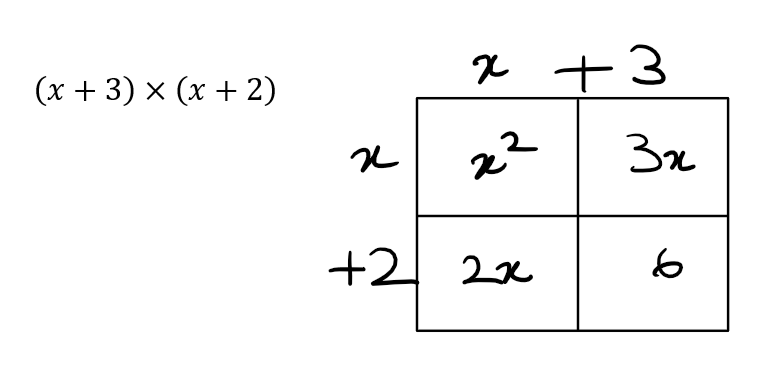 (x + 3) × (x + 2)
x + 3
x x² 3x
+2 2x 6